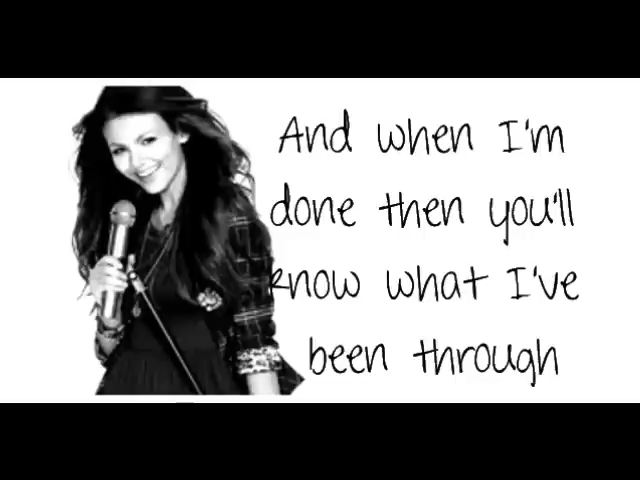 And when I'm
done then you'll
know what I've
been through